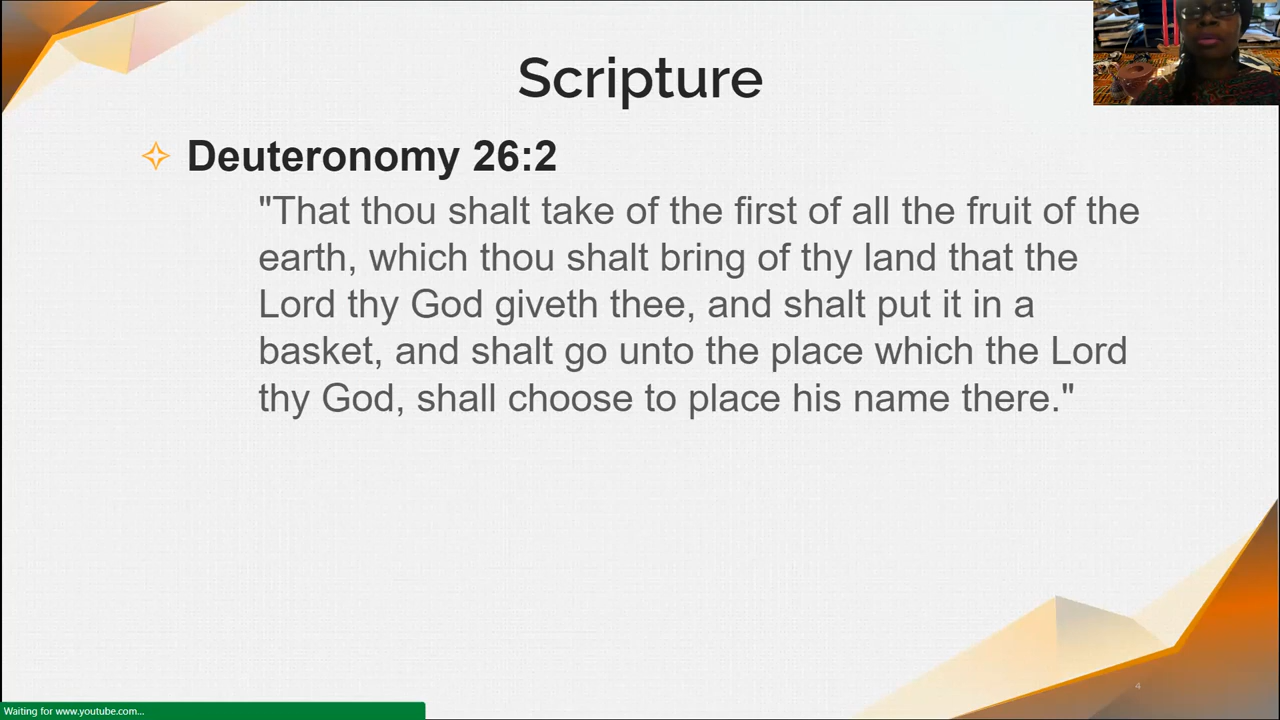 Scripture
Deuteronomy 26:2
"That thou shalt take of the first of all the fruit of the
earth, which thou shalt bring of thy land that the
Lord thy God giveth thee, and shalt put it in a
basket, and shalt go unto the place which the Lord
thy God, shall choose to place his name there."
4
Waiting for www.youtube.com...